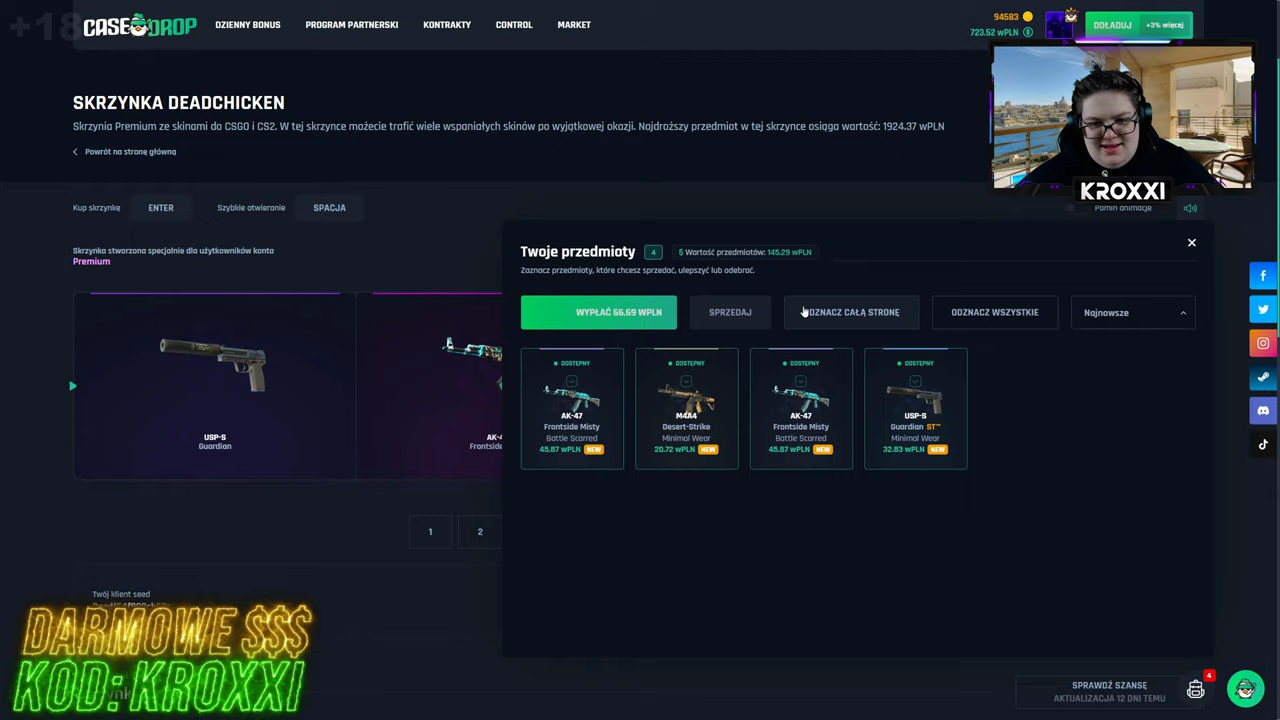 +18
CASE DROP
DZIENNY BONUS
PROGRAM PARTNERSKI
KONTRAKTY
CONTROL
MARKET
94583
723.52 wPLN
DOŁADUJ
+3% więcej
SKRZYNKA DEADCHICKEN
Skrzynia Premium ze skinami do CSGO i CS2. W tej skrzynce możecie trafić wiele wspaniałych skinów po wyjątkowej okazji. Najdroższy przedmiot w tej skrzynce osiąga wartość: 1924.37 wPLN
Powrót na stronę główną
KROXXI
Kup skrzynkę
ENTER
Szybkie otwieranie
SPACJA
Pomiń animacje
Skrzynka stworzona specjalnie dla użytkowników konta
Premium
Twoje przedmioty
4
$ Wartość przedmiotów: 145.29 wPLN
Zaznacz przedmioty, które chcesz sprzedać, ulepszyć lub odebrać.
WYPŁAĆ 66.69 WPLN
SPRZEDAJ
ODZNACZ CAŁĄ STRONĘ
ODZNACZ WSZYSTKIE
Najnowsze
USP-S
Guardian
AK-4
Frontside
DOSTĘPNY
AK-47
Frontside Misty
Battle Scarred
45.87 wPLN NEW
DOSTĘPNY
M4A4
Desert-Strike
Minimal Wear
20.72 wPLN NEW
DOSTĘPNY
AK-47
Frontside Misty
Battle Scarred
45.87 wPLN NEW
DOSTĘPNY
USP-S
Guardian ST™
Minimal Wear
32.83 wPLN NEW
1
2
Twój klient seed
DARMOWE $$$
KOD: KROXXI
SPRAWDŹ SZANSĘ
AKTUALIZACJA 12 DNI TEMU
4